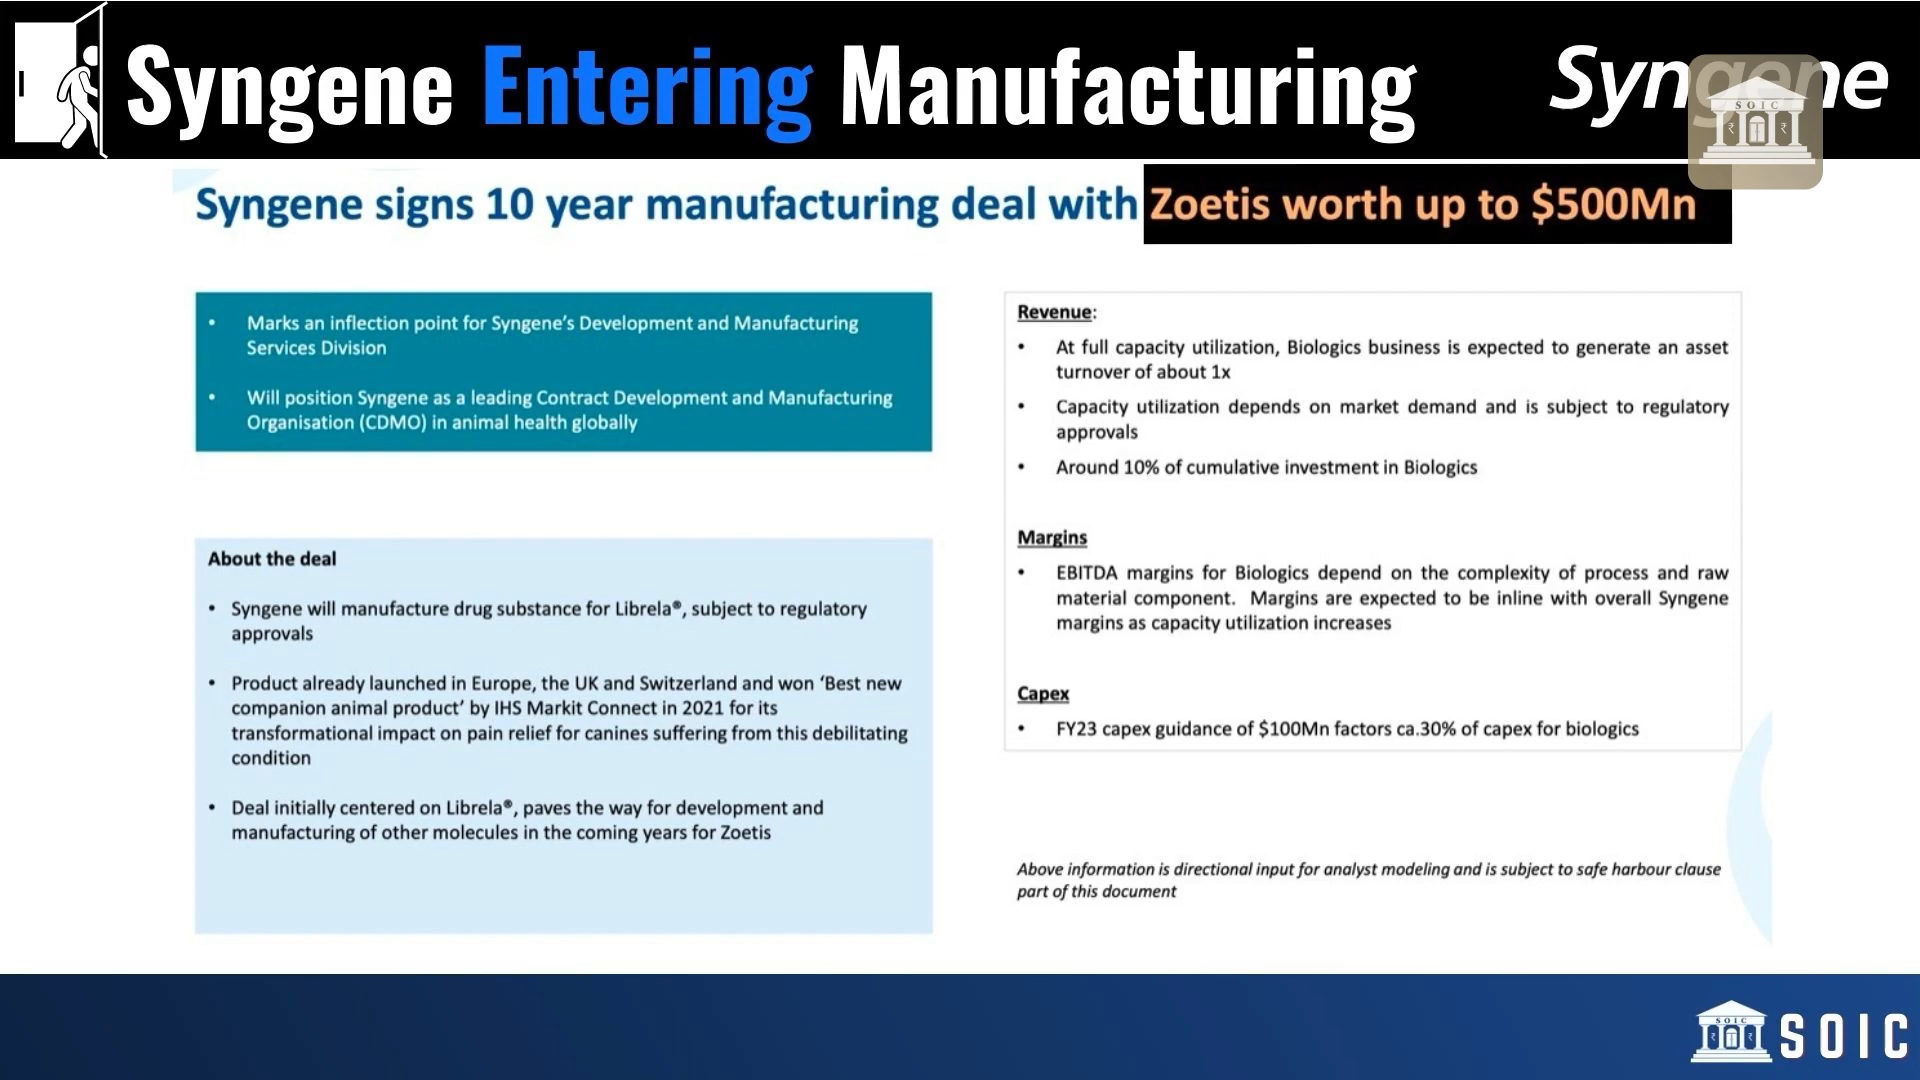 Syngene Entering Manufacturing
Syngene
SOIC
Syngene signs 10 year manufacturing deal with Zoetis worth up to $500Mn
• Marks an inflection point for Syngene's Development and Manufacturing
Services Division
• Will position Syngene as a leading Contract Development and Manufacturing
Organisation (CDMO) in animal health globally
About the deal
• Syngene will manufacture drug substance for Librela®, subject to regulatory
approvals
• Product already launched in Europe, the UK and Switzerland and won ‘Best new
companion animal product’ by IHS Markit Connect in 2021 for its
transformational impact on pain relief for canines suffering from this debilitating
condition
• Deal initially centered on Librela®, paves the way for development and
manufacturing of other molecules in the coming years for Zoetis
Revenue:
• At full capacity utilization, Biologics business is expected to generate an asset
turnover of about 1x
• Capacity utilization depends on market demand and is subject to regulatory
approvals
• Around 10% of cumulative investment in Biologics
Margins
• EBITDA margins for Biologics depend on the complexity of process and raw
material component. Margins are expected to be inline with overall Syngene
margins as capacity utilization increases
Capex
• FY23 capex guidance of $100Mn factors ca.30% of capex for biologics
Above information is directional input for analyst modeling and is subject to safe harbour clause
part of this document
SOIC
SOIC